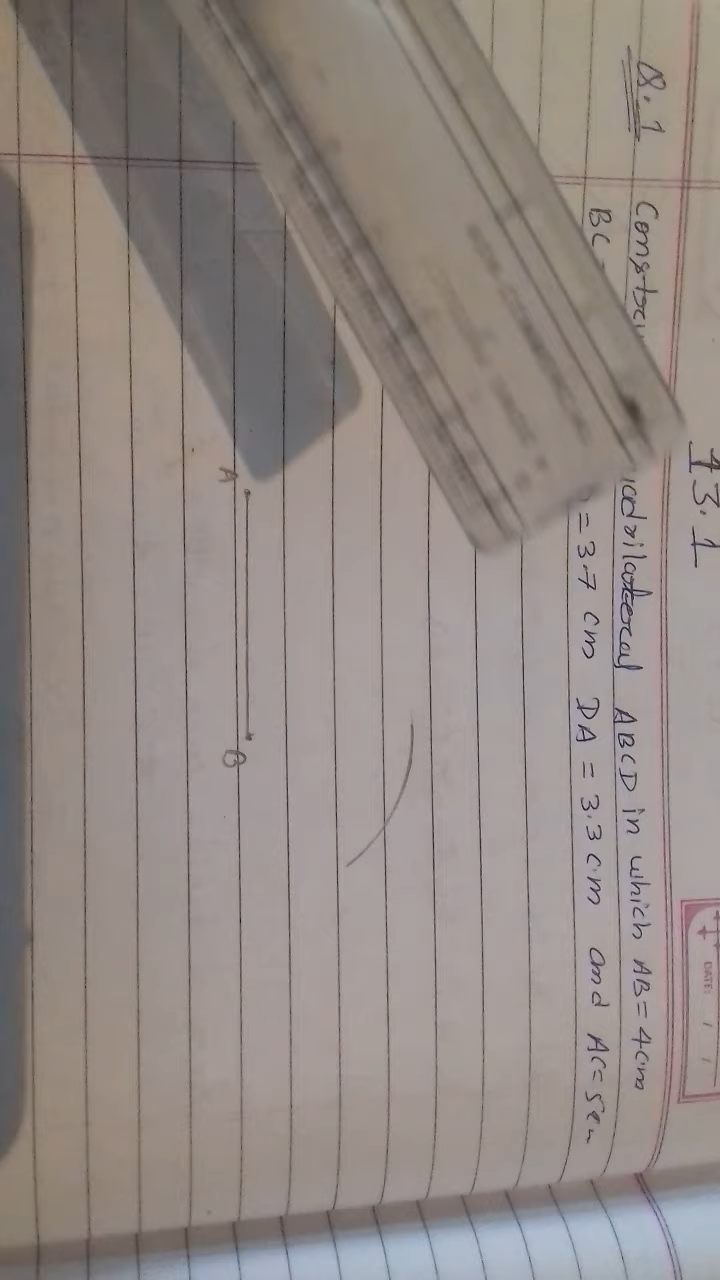 13.1
DATE: / /
Q.1 Constru uadrilateral ABCD in which AB = 4cm
BC = 3.7 cm DA = 3.3 cm and AC = 5cm
A B